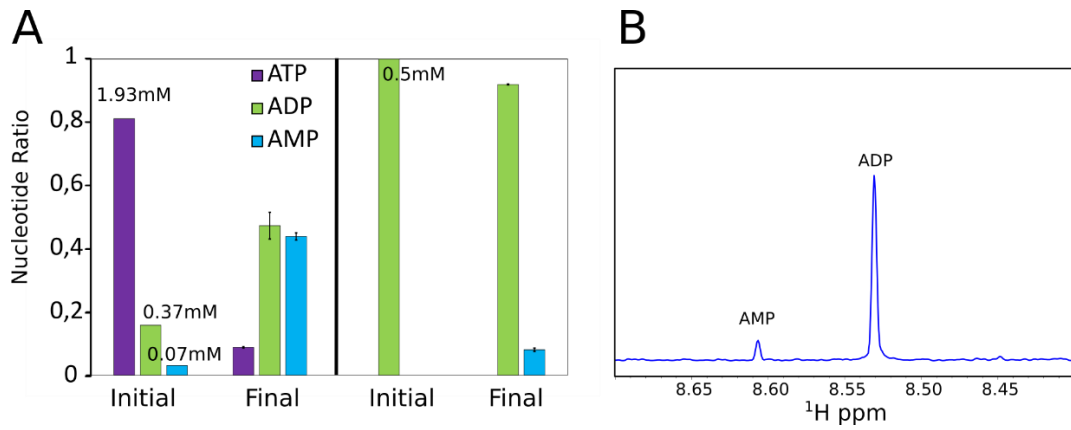 A
B
Nucleotide Ratio
1
0,8
0,6
0,4
0,2
0
1.93mM
0.37mM
0.07mM
ATP
ADP
AMP
0.5mM
Initial
Final
Initial
Final
AMP
ADP
8.65
8.60
8.55
8.50
8.45
¹H ppm